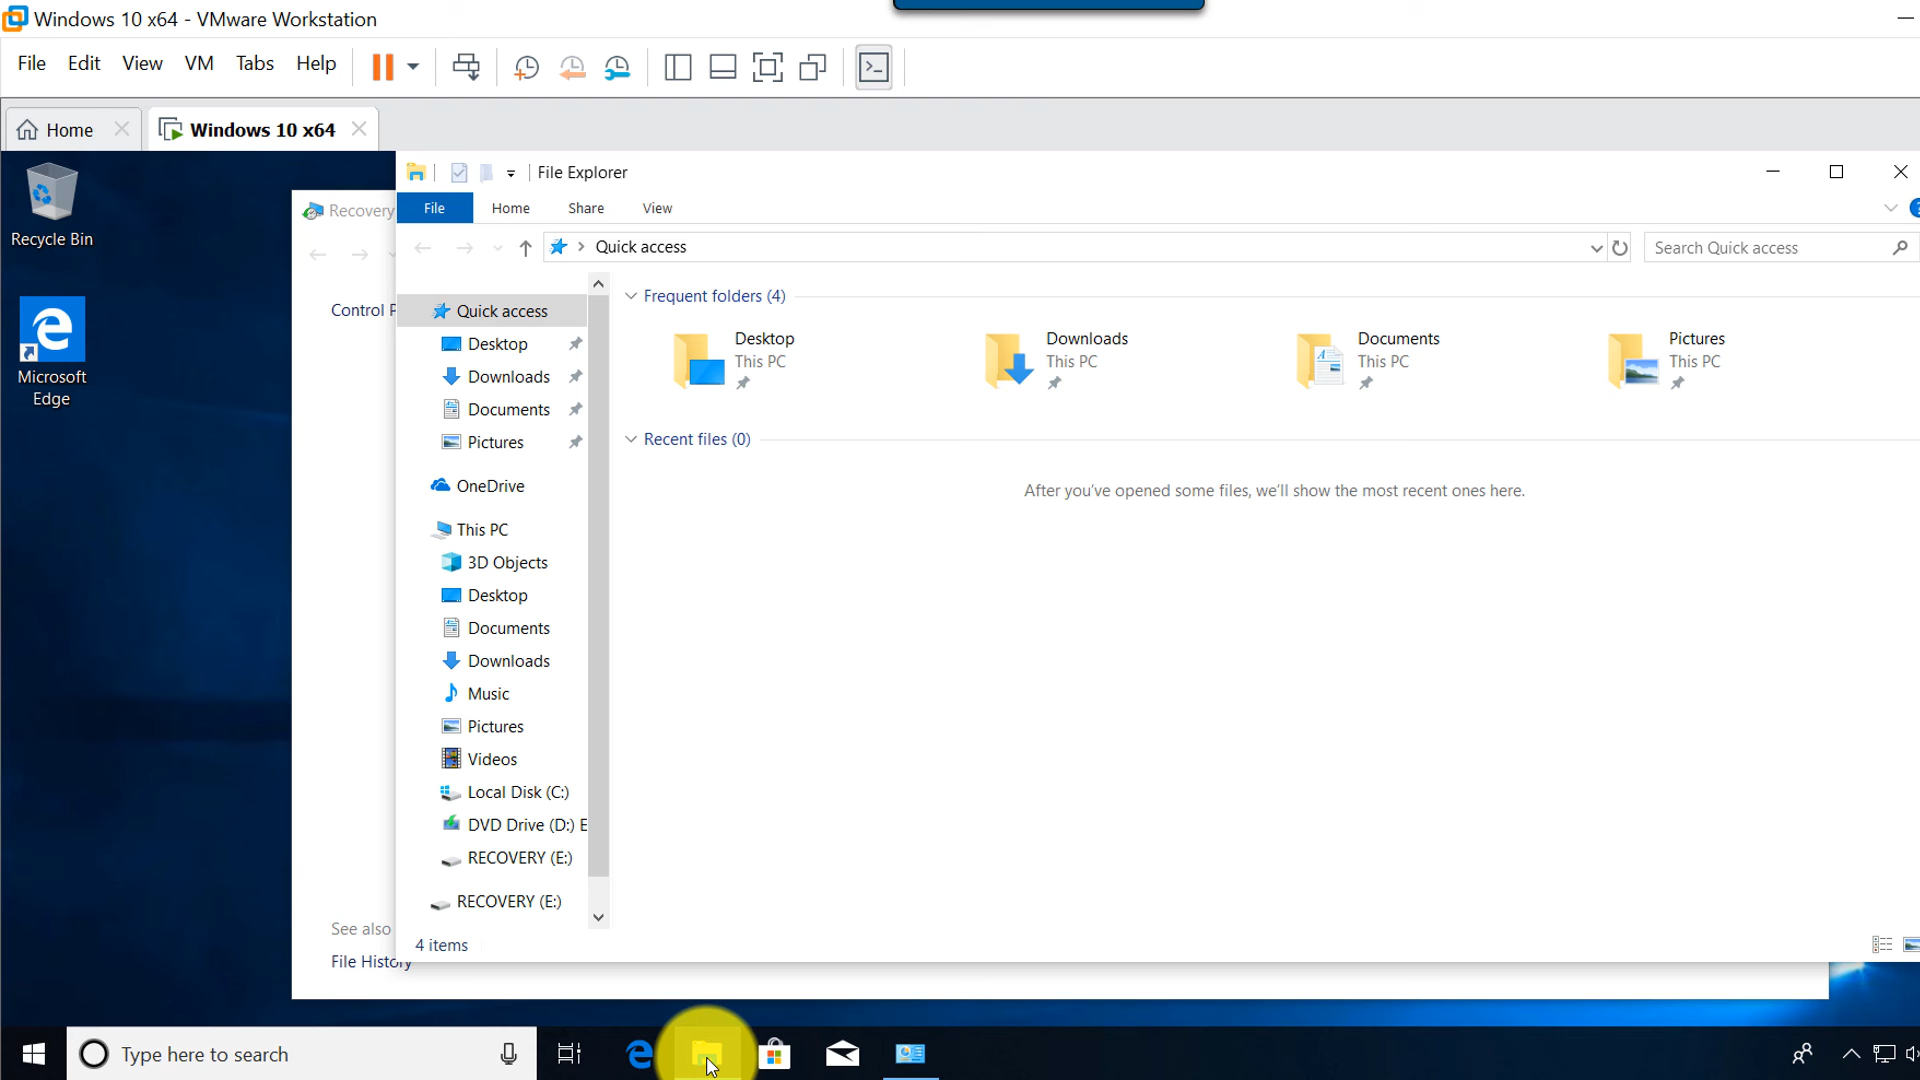 Windows 10 x64 - VMware Workstation
File Edit View VM Tabs Help
Home
Windows 10 x64
Recycle Bin
Microsoft
Edge
Recovery
Control P
See also
File History
File Explorer
File Home Share View
Quick access
Search Quick access
Quick access
Desktop
Downloads
Documents
Pictures
OneDrive
This PC
3D Objects
Desktop
Documents
Downloads
Music
Pictures
Videos
Local Disk (C:)
DVD Drive (D:) E
RECOVERY (E:)
RECOVERY (E:)
Frequent folders (4)
Desktop
This PC
Downloads
This PC
Documents
This PC
Pictures
This PC
Recent files (0)
After you've opened some files, we'll show the most recent ones here.
4 items
Type here to search